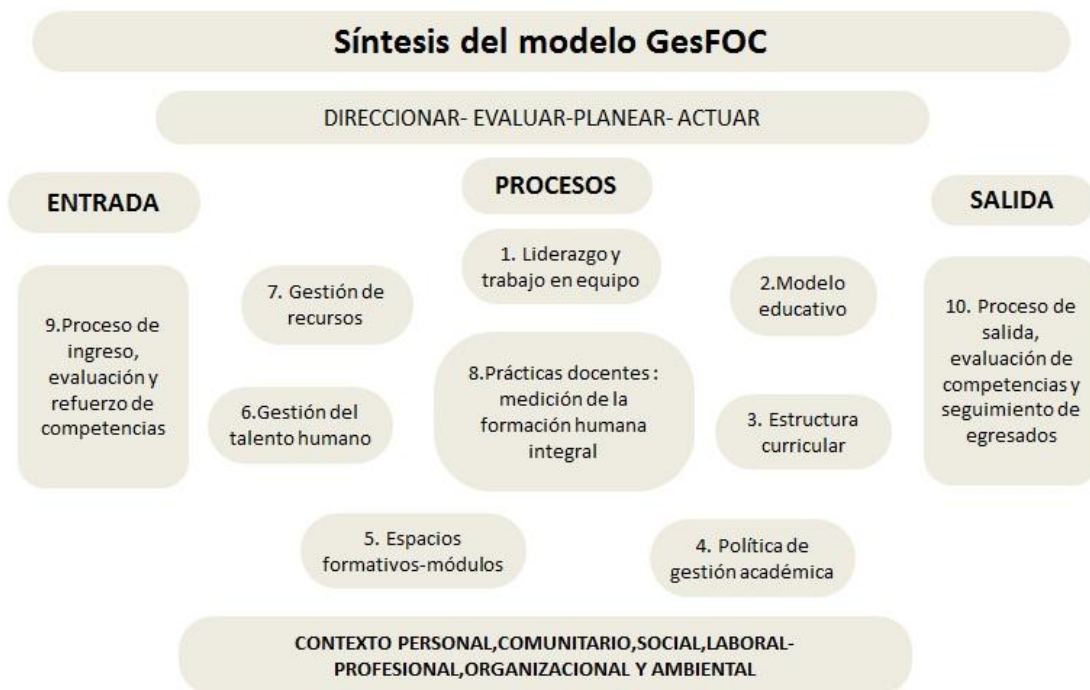 Síntesis del modelo GesFOC
DIRECCIONAR- EVALUAR-PLANEAR- ACTUAR
ENTRADA
PROCESOS
SALIDA
9.Proceso de
ingreso,
evaluación y
refuerzo de
competencias
1. Liderazgo y
trabajo en equipo
2.Modelo
educativo
3. Estructura
curricular
4. Política de
gestión académica
5. Espacios
formativos-módulos
6.Gestión del
talento humano
7. Gestión de
recursos
8.Prácticas docentes :
medición de la
formación humana
integral
10. Proceso de
salida,
evaluación de
competencias y
seguimiento de
egresados
CONTEXTO PERSONAL,COMUNITARIO,SOCIAL,LABORAL-
PROFESIONAL,ORGANIZACIONAL Y AMBIENTAL